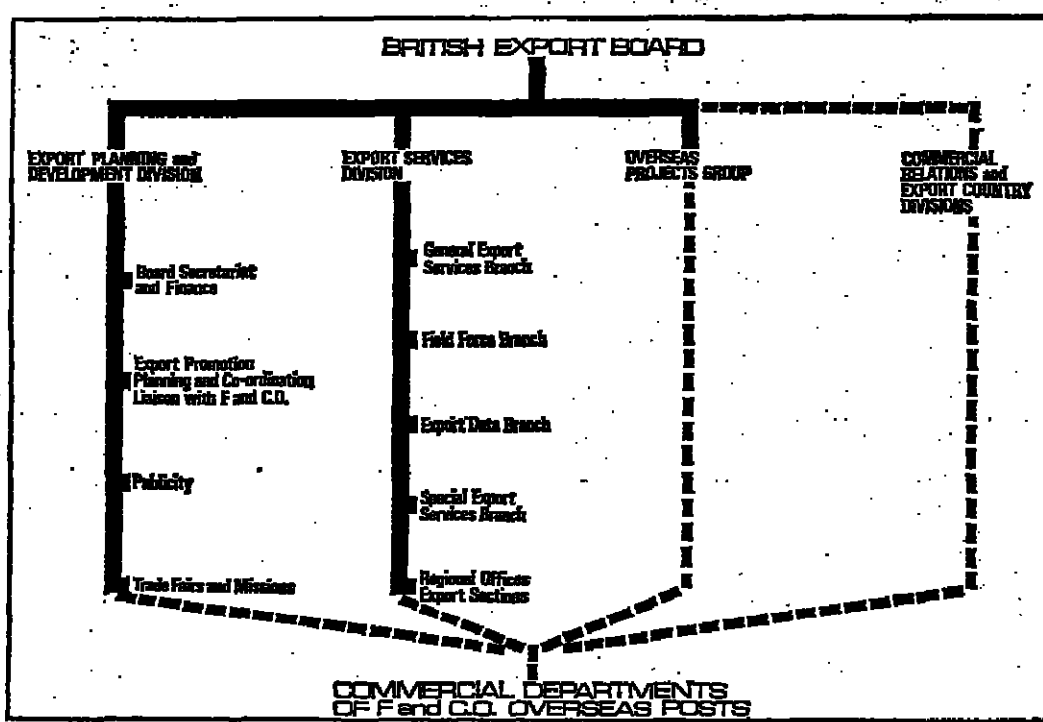 BRITISH EXPORT BOARD
EXPORT PLANNING and
DEVELOPMENT DIVISION
EXPORT SERVICES
DIVISION
OVERSEAS
PROJECTS GROUP
COMMERCIAL
RELATIONS and
EXPORT COUNTRY
DIVISIONS
Board Secretariat
and Finance
Export Promotion
Planning and Co-ordination
Liaison with F and C.O.
Publicity
Trade Fairs and Missions
General Export
Services Branch
Field Force Branch
Export Data Branch
Special Export
Services Branch
Regional Offices
Export Sections
COMMERCIAL DEPARTMENTS
OF F and C.O. OVERSEAS POSTS